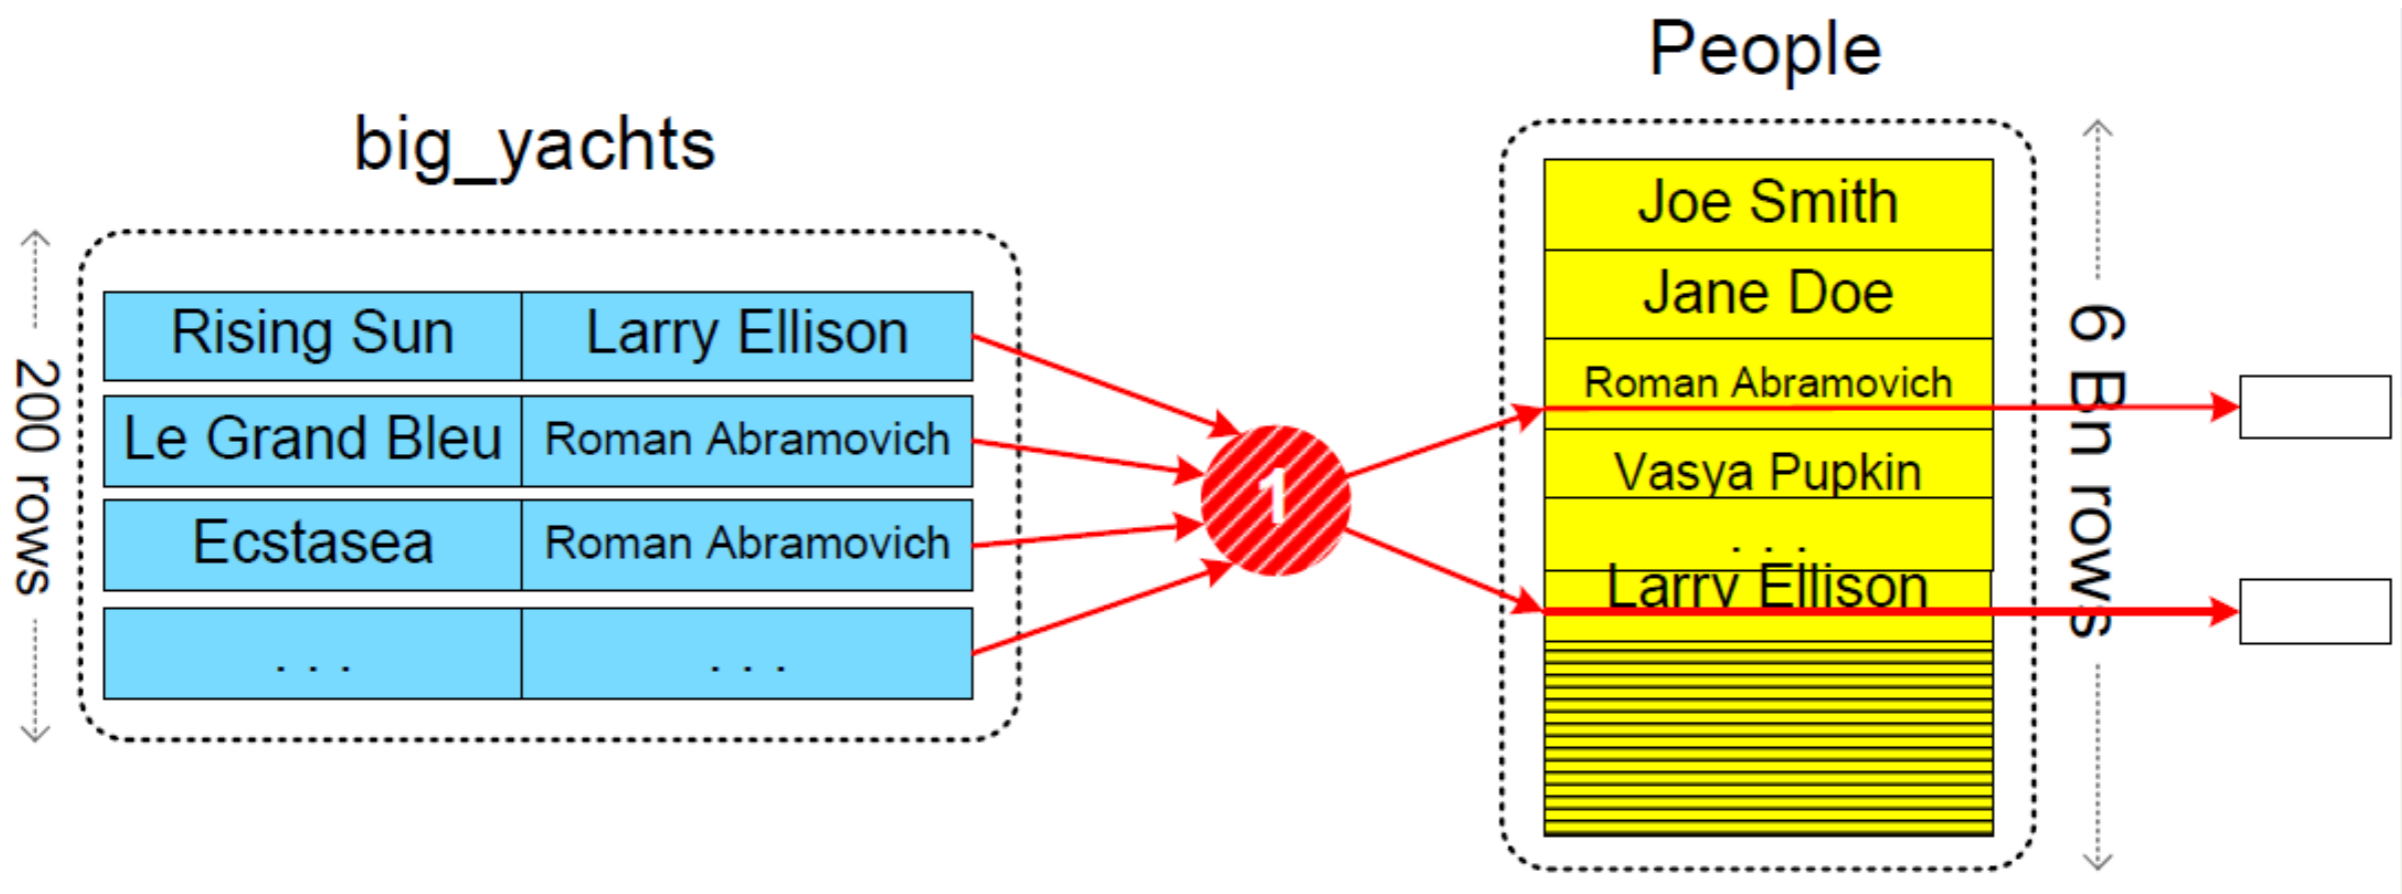 People
big_yachts
200 rows
Rising Sun Larry Ellison
Le Grand Bleu Roman Abramovich
Ecstasea Roman Abramovich
. . . . . .
1
Joe Smith
Jane Doe
Roman Abramovich
Vasya Pupkin
. . .
Larry Ellison
6 Bn rows